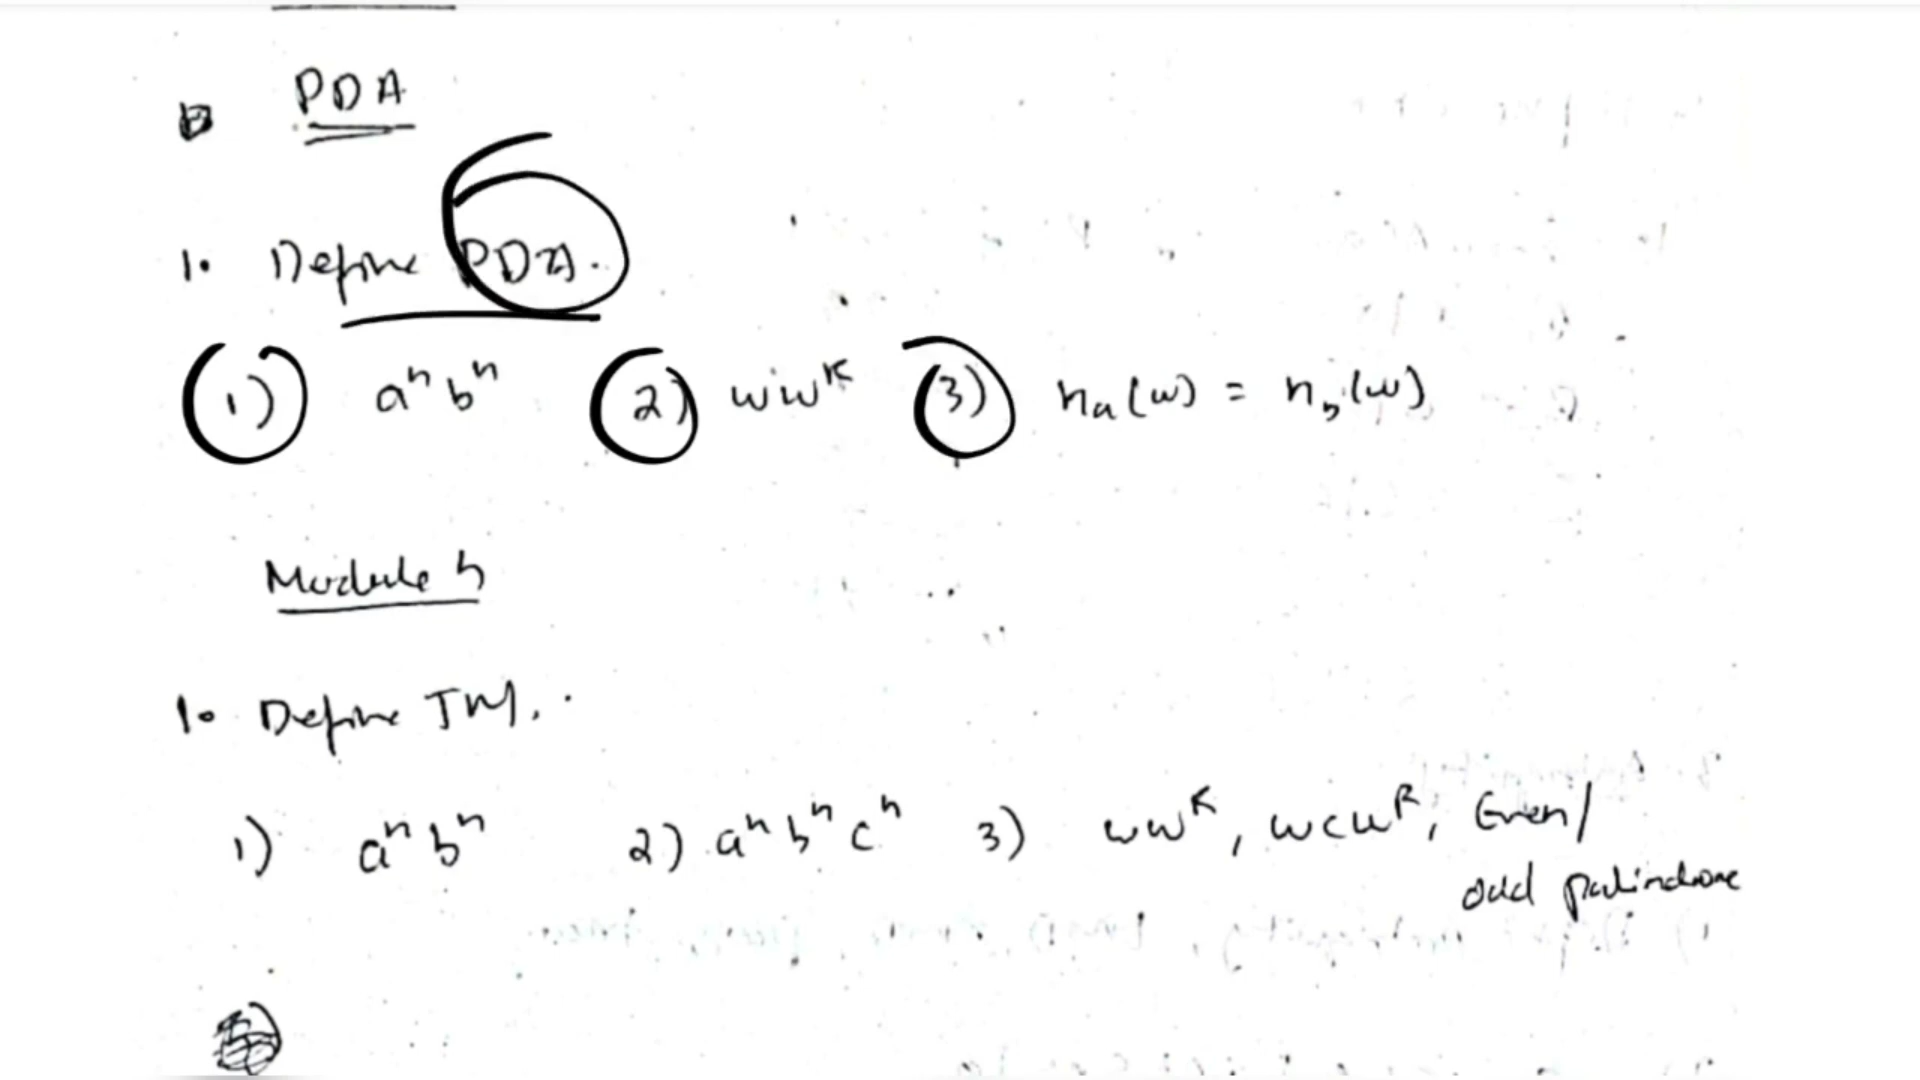 PDA
1. Define PDA.
1) aⁿbⁿ 2) wwᴿ 3) nₐ(w) = n_b(w)
Module 5
1. Define TM.
1) aⁿbⁿ 2) aⁿbⁿcⁿ 3) wwᴿ, wcwᴿ, Even/
odd palindrome